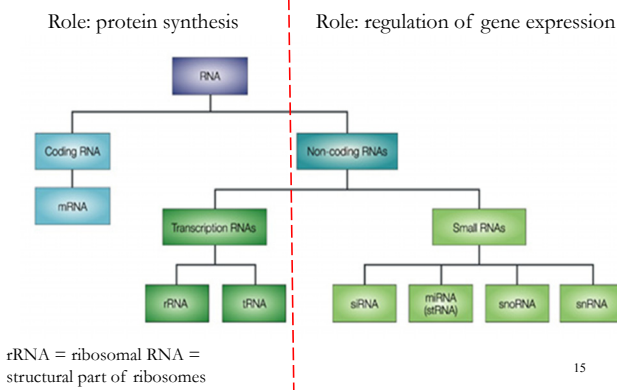 Role: protein synthesis
Role: regulation of gene expression
RNA
Coding RNA
Non-coding RNAs
mRNA
Transcription RNAs
Small RNAs
rRNA
tRNA
siRNA
miRNA
(stRNA)
snoRNA
snRNA
rRNA = ribosomal RNA =
structural part of ribosomes
15